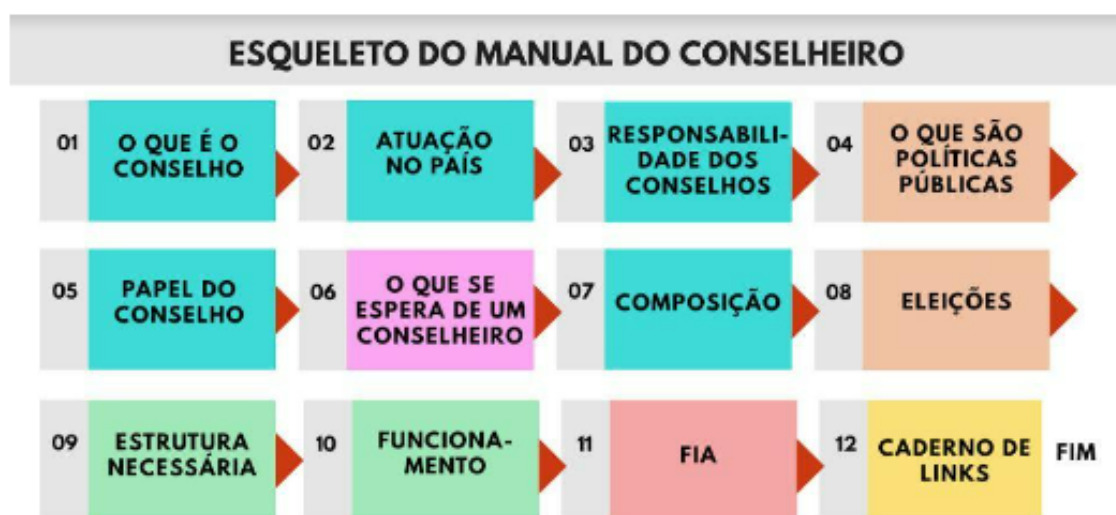 ESQUELETO DO MANUAL DO CONSELHEIRO
01
O QUE É O
CONSELHO
02
ATUAÇÃO
NO PAÍS
03
RESPONSABILI-
DADE DOS
CONSELHOS
04
O QUE SÃO
POLÍTICAS
PÚBLICAS
05
PAPEL DO
CONSELHO
06
O QUE SE
ESPERA DE UM
CONSELHEIRO
07
COMPOSIÇÃO
08
ELEIÇÕES
09
ESTRUTURA
NECESSÁRIA
10
FUNCIONA-
MENTO
11
FIA
12
CADERNO DE
LINKS
FIM